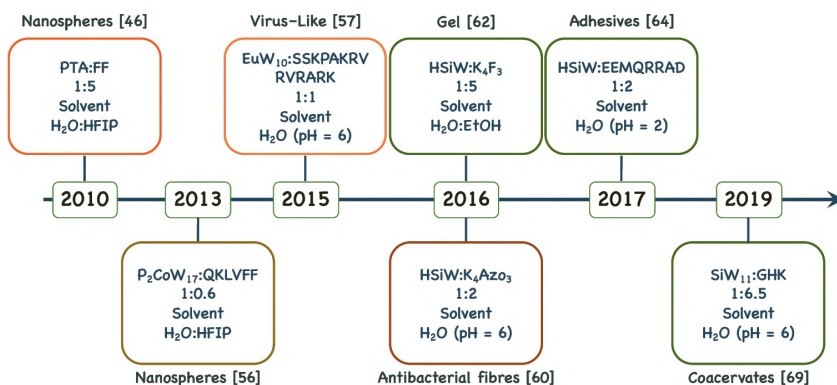 Nanospheres [46]
PTA:FF
1:5
Solvent
H₂O:HFIP
Virus-Like [57]
EuW₁₀:SSKPAKRV
RVRARK
1:1
Solvent
H₂O (pH = 6)
Gel [62]
HSiW:K₄F₃
1:5
Solvent
H₂O:EtOH
Adhesives [64]
HSiW:EEMQRRAD
1:2
Solvent
H₂O (pH = 2)
2010
2013
2015
2016
2017
2019
P₂CoW₁₇:QKLVFF
1:0.6
Solvent
H₂O:HFIP
Nanospheres [56]
HSiW:K₄Azo₃
1:2
Solvent
H₂O (pH = 6)
Antibacterial fibres [60]
SiW₁₁:GHK
1:6.5
Solvent
H₂O (pH = 6)
Coacervates [69]